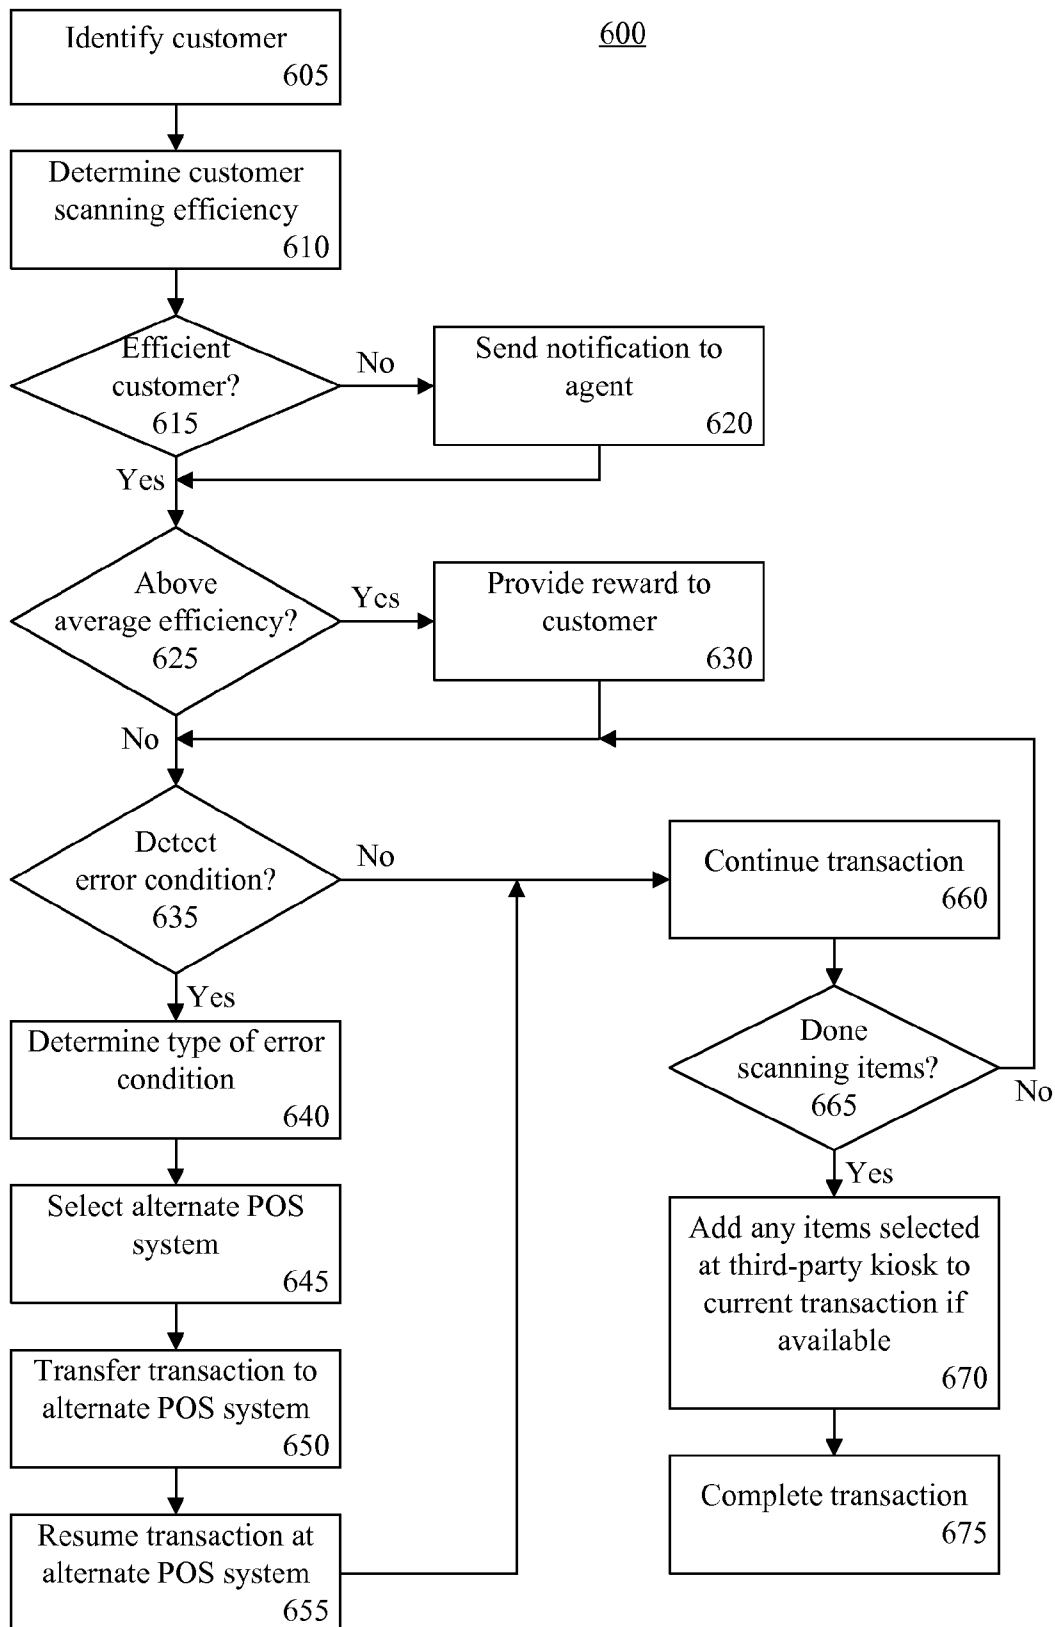 600
Identify customer
605
Determine customer
scanning efficiency
610
Efficient
customer?
615
No
Send notification to
agent
620
Yes
Above
average efficiency?
625
Yes
Provide reward to
customer
630
No
Detect
error condition?
635
No
Continue transaction
660
Yes
Determine type of error
condition
640
Done
scanning items?
665
No
Yes
Select alternate POS
system
645
Add any items selected
at third-party kiosk to
current transaction if
available
670
Transfer transaction to
alternate POS system
650
Complete transaction
675
Resume transaction at
alternate POS system
655